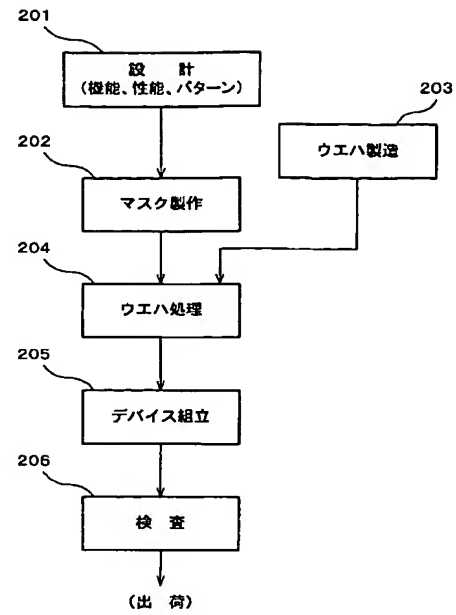 201
設 計
(機能、性能、パターン)
203
ウエハ製造
202
マスク製作
204
ウエハ処理
205
デバイス組立
206
検 査
(出 荷)